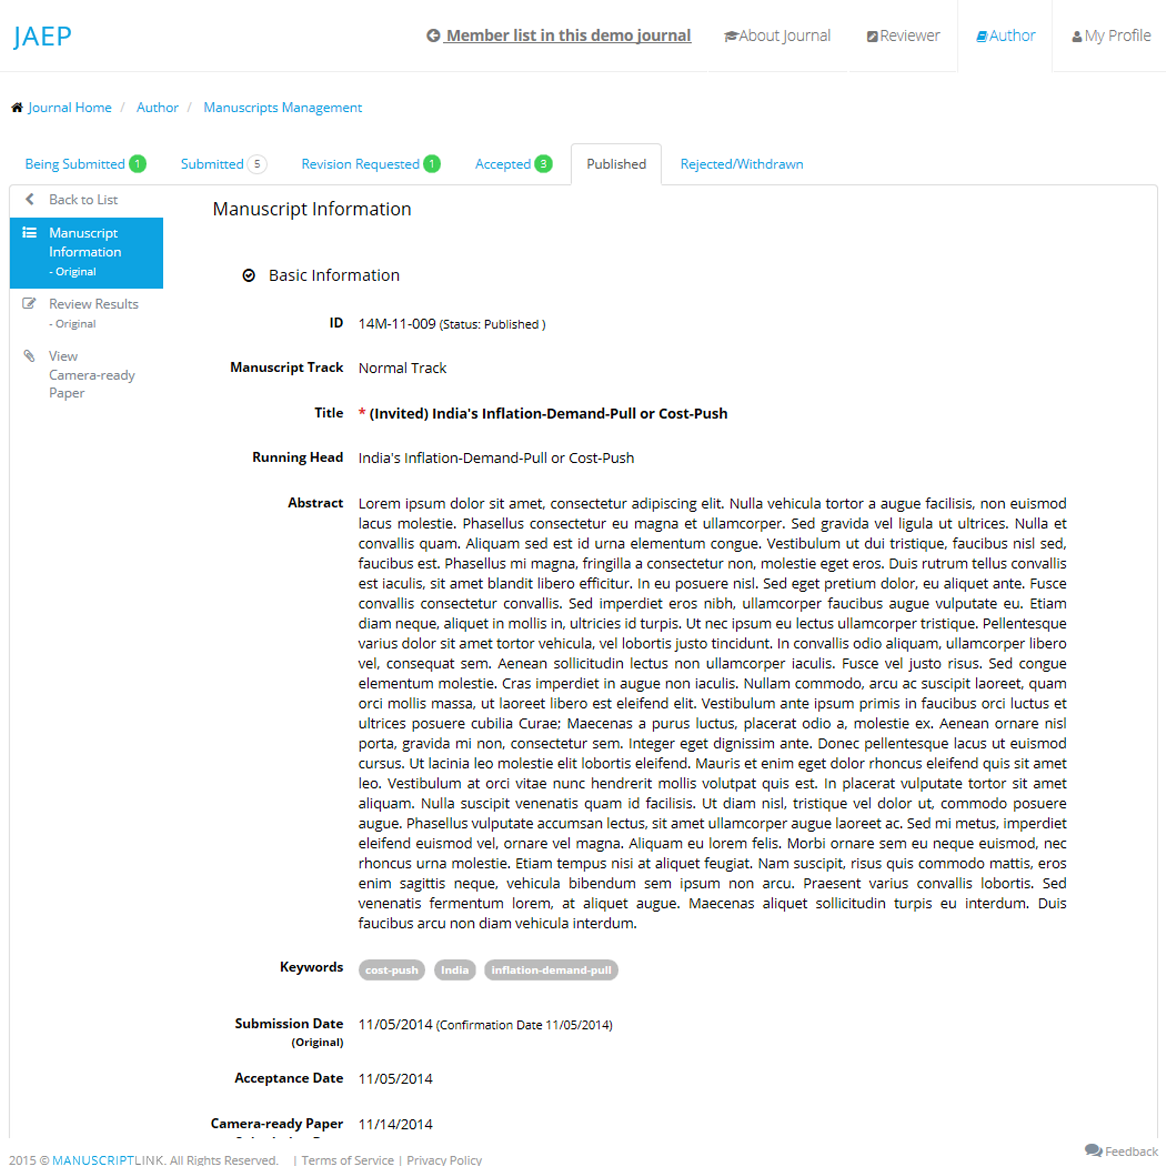 JAEP
Member list in this demo journal
About Journal
Reviewer
Author
My Profile
Journal Home / Author / Manuscripts Management
Being Submitted 1
Submitted 5
Revision Requested 1
Accepted 3
Published
Rejected/Withdrawn
Back to List
Manuscript
Information
- Original
Review Results
- Original
View
Camera-ready
Paper
Manuscript Information
Basic Information
ID 14M-11-009 (Status: Published )
Manuscript Track Normal Track
Title * (Invited) India's Inflation-Demand-Pull or Cost-Push
Running Head India's Inflation-Demand-Pull or Cost-Push
Abstract Lorem ipsum dolor sit amet, consectetur adipiscing elit. Nulla vehicula tortor a augue facilisis, non euismod
lacus molestie. Phasellus consectetur eu magna et ullamcorper. Sed gravida vel ligula ut ultrices. Nulla et
convallis quam. Aliquam sed est id urna elementum congue. Vestibulum ut dui tristique, faucibus nisl sed,
faucibus est. Phasellus mi magna, fringilla a consectetur non, molestie eget eros. Duis rutrum tellus convallis
est iaculis, sit amet blandit libero efficitur. In eu posuere nisl. Sed eget pretium dolor, eu aliquet ante. Fusce
convallis consectetur convallis. Sed imperdiet eros nibh, ullamcorper faucibus augue vulputate eu. Etiam
diam neque, aliquet in mollis in, ultricies id turpis. Ut nec ipsum eu lectus ullamcorper tristique. Pellentesque
varius dolor sit amet tortor vehicula, vel lobortis justo tincidunt. In convallis odio aliquam, ullamcorper libero
vel, consequat sem. Aenean sollicitudin lectus non ullamcorper iaculis. Fusce vel justo risus. Sed congue
elementum molestie. Cras imperdiet in augue non iaculis. Nullam commodo, arcu ac suscipit laoreet, quam
orci mollis massa, ut laoreet libero est eleifend elit. Vestibulum ante ipsum primis in faucibus orci luctus et
ultrices posuere cubilia Curae; Maecenas a purus luctus, placerat odio a, molestie ex. Aenean ornare nisl
porta, gravida mi non, consectetur sem. Integer eget dignissim ante. Donec pellentesque lacus ut euismod
cursus. Ut lacinia leo molestie elit lobortis eleifend. Mauris et enim eget dolor rhoncus eleifend quis sit amet
leo. Vestibulum at orci vitae nunc hendrerit mollis volutpat quis est. In placerat vulputate tortor sit amet
aliquam. Nulla suscipit venenatis quam id facilisis. Ut diam nisl, tristique vel dolor ut, commodo posuere
augue. Phasellus vulputate accumsan lectus, sit amet ullamcorper augue laoreet ac. Sed mi metus, imperdiet
eleifend euismod vel, ornare vel magna. Aliquam eu lorem felis. Morbi ornare sem eu neque euismod, nec
rhoncus urna molestie. Etiam tempus nisi at aliquet feugiat. Nam suscipit, risus quis commodo mattis, eros
enim sagittis neque, vehicula bibendum sem ipsum non arcu. Praesent varius convallis lobortis. Sed
venenatis fermentum lorem, at aliquet augue. Maecenas aliquet sollicitudin turpis eu interdum. Duis
faucibus arcu non diam vehicula interdum.
Keywords cost-push India inflation-demand-pull
Submission Date 11/05/2014 (Confirmation Date 11/05/2014)
(Original)
Acceptance Date 11/05/2014
Camera-ready Paper 11/14/2014
Feedback
2015 © MANUSCRIPTLINK. All Rights Reserved. | Terms of Service | Privacy Policy